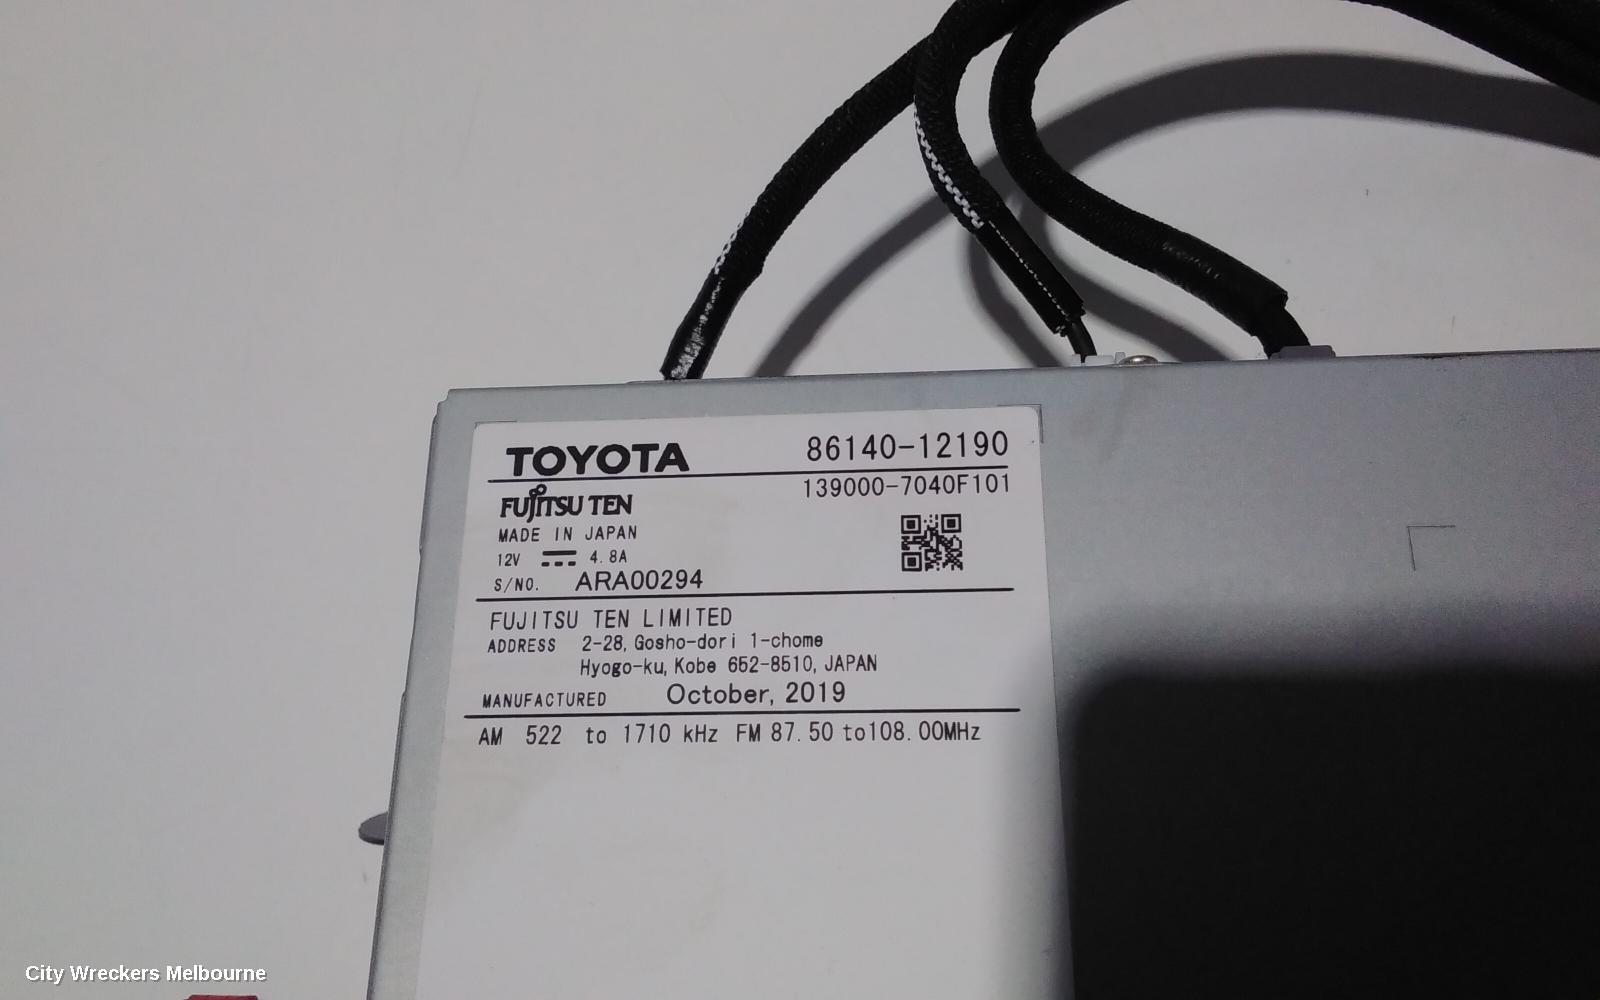 TOYOTA 86140-12190
FUJITSU TEN 139000-7040F101
MADE IN JAPAN
12V 4.8A
S/NO. ARA00294
FUJITSU TEN LIMITED
ADDRESS 2-28, Gosho-dori 1-chome
Hyogo-ku, Kobe 652-8510, JAPAN
MANUFACTURED October, 2019
AM 522 to 1710 kHz FM 87.50 to108.00MHz
City Wreckers Melbourne